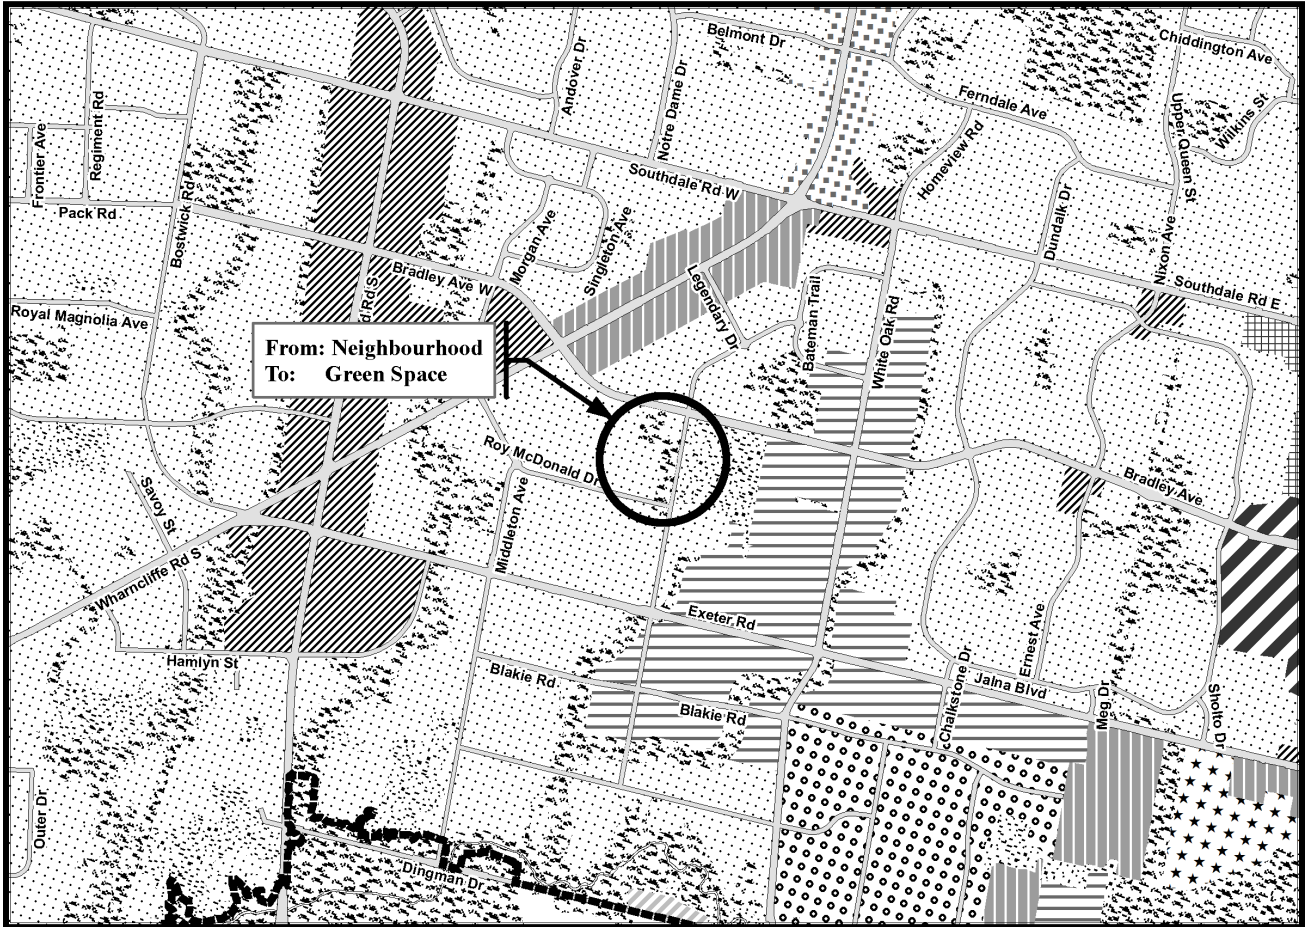 Belmont Dr
Chiddington Ave
Andover Dr
Notre Dame Dr
Ferndale Ave
Upper Queen St
Wilkins St
Regiment Rd
Frontier Ave
Homeview Rd
Southdale Rd W
Pack Rd
Bostwick Rd
Morgan Ave
Singleton Ave
Dundalk Dr
Nixon Ave
Bradley Ave W
Legendary Dr
Bateman Trail
Southdale Rd E
d Rd S
Royal Magnolia Ave
White Oak Rd
From: Neighbourhood
To: Green Space
Roy McDonald Dr
Bradley Ave
Savoy St
Middleton Ave
Wharncliffe Rd S
Exeter Rd
Ernest Ave
Hamlyn St
Blakie Rd
Chalkstone Dr
Jalna Blvd
Meg Dr
Sholto Dr
Blakie Rd
Outer Dr
Dingman Dr